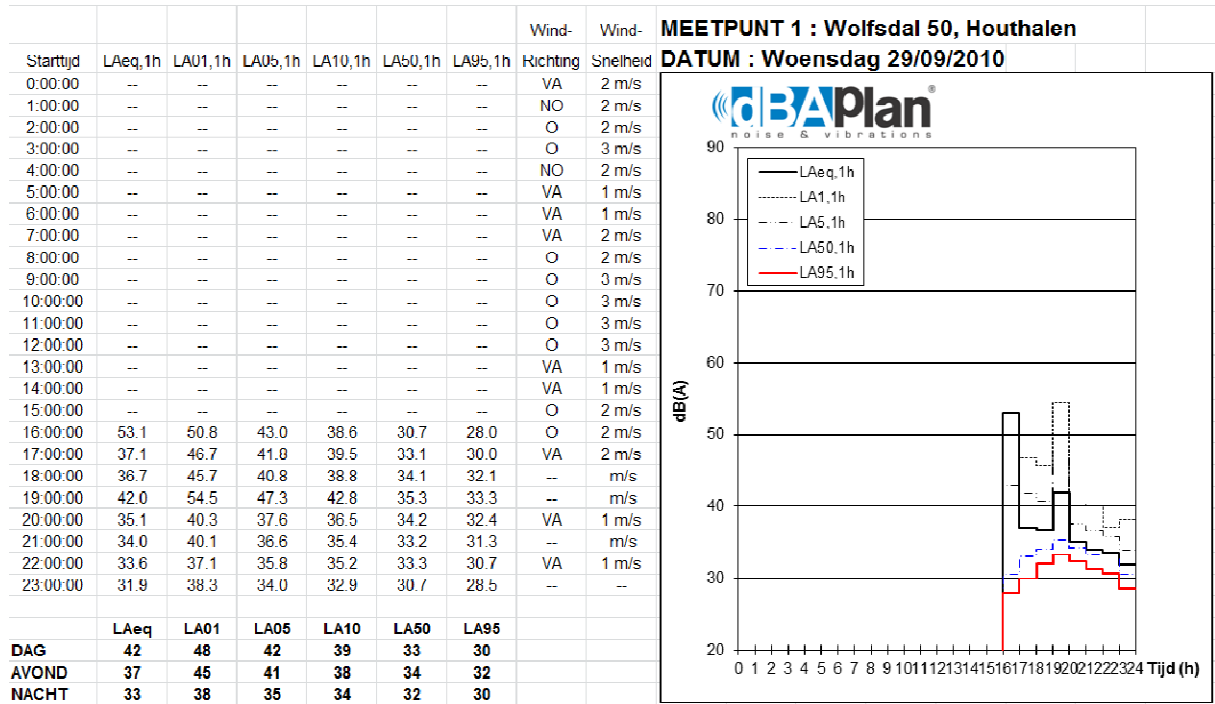 Wind- Wind- MEETPUNT 1 : Wolfsdal 50, Houthalen
Starttijd LAeq,1h LA01,1h LA05,1h LA10,1h LA50,1h LA95,1h Richting Snelheid DATUM : Woensdag 29/09/2010
0:00:00 -- -- -- -- -- -- VA 2 m/s
1:00:00 -- -- -- -- -- -- NO 2 m/s
2:00:00 -- -- -- -- -- -- O 2 m/s
3:00:00 -- -- -- -- -- -- O 3 m/s
4:00:00 -- -- -- -- -- -- NO 2 m/s
5:00:00 -- -- -- -- -- -- VA 1 m/s
6:00:00 -- -- -- -- -- -- VA 1 m/s
7:00:00 -- -- -- -- -- -- VA 2 m/s
8:00:00 -- -- -- -- -- -- O 2 m/s
9:00:00 -- -- -- -- -- -- O 3 m/s
10:00:00 -- -- -- -- -- -- O 3 m/s
11:00:00 -- -- -- -- -- -- O 3 m/s
12:00:00 -- -- -- -- -- -- O 3 m/s
13:00:00 -- -- -- -- -- -- VA 1 m/s
14:00:00 -- -- -- -- -- -- VA 1 m/s
15:00:00 -- -- -- -- -- -- O 2 m/s
16:00:00 53.1 50.8 43.0 38.6 30.7 28.0 O 2 m/s
17:00:00 37.1 46.7 41.8 39.5 33.1 30.0 VA 2 m/s
18:00:00 36.7 45.7 40.8 38.8 34.1 32.1 -- m/s
19:00:00 42.0 54.5 47.3 42.8 35.3 33.3 -- m/s
20:00:00 35.1 40.3 37.6 36.5 34.2 32.4 VA 1 m/s
21:00:00 34.0 40.1 36.6 35.4 33.2 31.3 -- m/s
22:00:00 33.6 37.1 35.8 35.2 33.3 30.7 VA 1 m/s
23:00:00 31.9 38.3 34.0 32.9 30.7 28.5 -- --
LAeq LA01 LA05 LA10 LA50 LA95
DAG 42 48 42 39 33 30
AVOND 37 45 41 38 34 32
NACHT 33 38 35 34 32 30
dBAPlan®
noise & vibrations
LAeq,1h
LA1,1h
LA5,1h
LA50,1h
LA95,1h
90
80
70
60
50
40
30
20
dB(A)
0 1 2 3 4 5 6 7 8 9 10 11 12 13 14 15 16 17 18 19 20 21 22 23 24 Tijd (h)